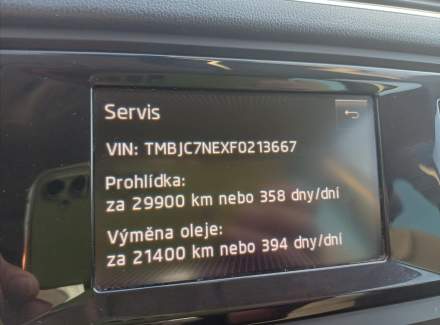 Servis
VIN: TMBJC7NEXF0213667
Prohlídka:
za 29900 km nebo 358 dny/dní
Výměna oleje:
za 21400 km nebo 394 dny/dní